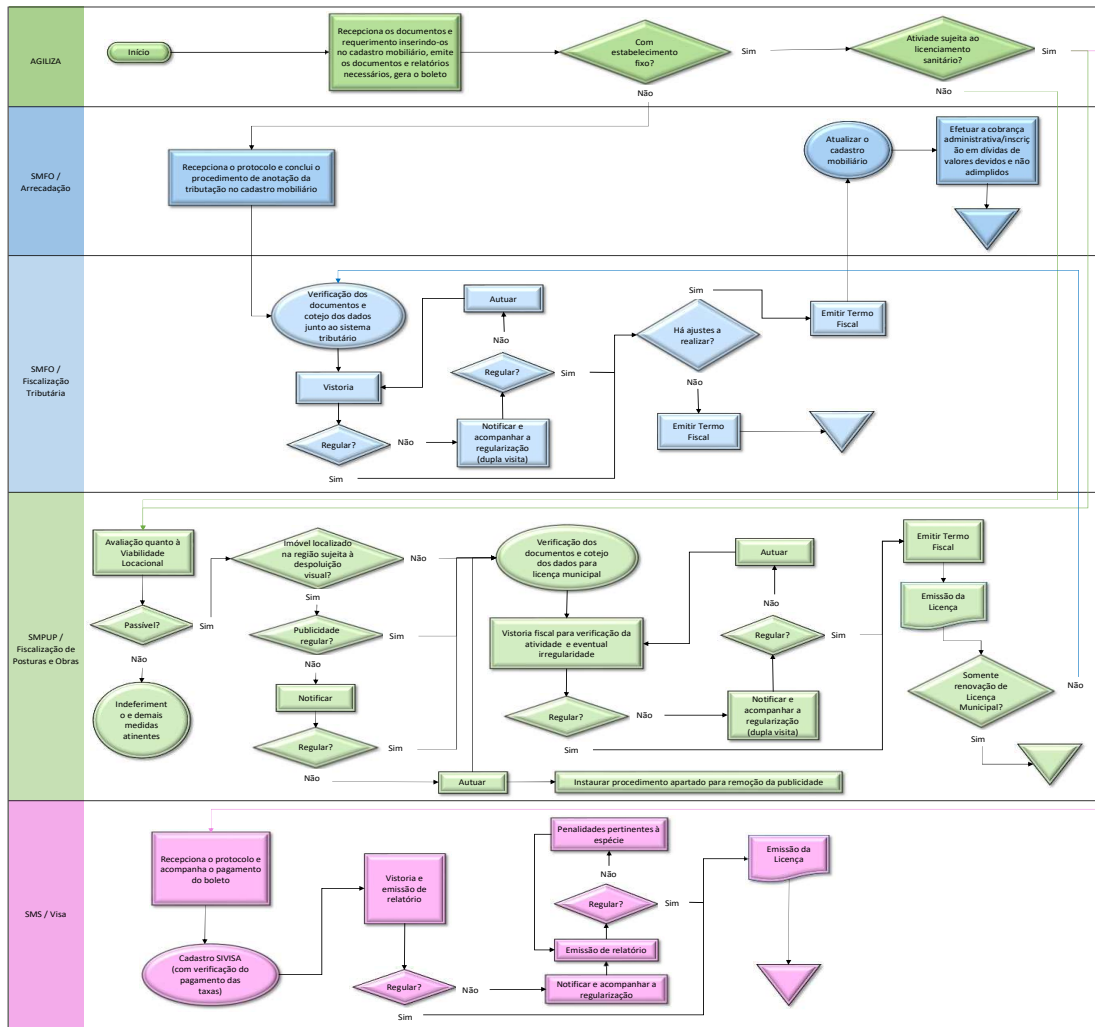 AGILIZA
Início
Recepciona os documentos e
requerimento inserindo-os
no cadastro mobiliário, emite
os documentos e relatórios
necessários, gera o boleto
Com
estabelecimento
fixo?
Sim
Não
Ativiade sujeita ao
licenciamento
sanitário?
Sim
Não
SMFO /
Arrecadação
Recepciona o protocolo e conclui o
procedimento de anotação da
tributação no cadastro mobiliário
Atualizar o
cadastro
mobiliário
Efetuar a cobrança
administrativa/inscriç
ão em dívidas de
valores devidos e não
adimplidos
SMFO /
Fiscalização
Tributária
Verificação dos
documentos e
cotejo dos dados
junto ao sistema
tributário
Vistoria
Regular?
Não
Sim
Notificar e
acompanhar a
regularização
(dupla visita)
Regular?
Não
Sim
Autuar
Há ajustes a
realizar?
Sim
Não
Emitir Termo
Fiscal
Emitir Termo
Fiscal
SMPUP /
Fiscalização de
Posturas e Obras
Avaliação quanto à
Viabilidade
Locacional
Passível?
Sim
Não
Indeferiment
o e demais
medidas
atinentes
Imóvel localizado
na região sujeita à
despoluição
visual?
Não
Sim
Publicidade
regular?
Sim
Não
Notificar
Regular?
Sim
Não
Autuar
Instaurar procedimento apartado para remoção da publicidade
Verificação dos
documentos e cotejo
dos dados para
licença municipal
Vistoria fiscal para verificação da
atividade e eventual
irregularidade
Regular?
Não
Sim
Notificar e
acompanhar a
regularização
(dupla visita)
Regular?
Não
Sim
Autuar
Emitir Termo
Fiscal
Emissão da
Licença
Somente
renovação de
Licença
Municipal?
Não
Sim
SMS / Visa
Recepciona o protocolo e
acompanha o pagamento
do boleto
Cadastro SIVISA
(com verificação do
pagamento das
taxas)
Vistoria e
emissão de
relatório
Regular?
Não
Sim
Notificar e acompanhar a
regularização
Emissão de relatório
Regular?
Não
Sim
Penalidades pertinentes à
espécie
Emissão da
Licença